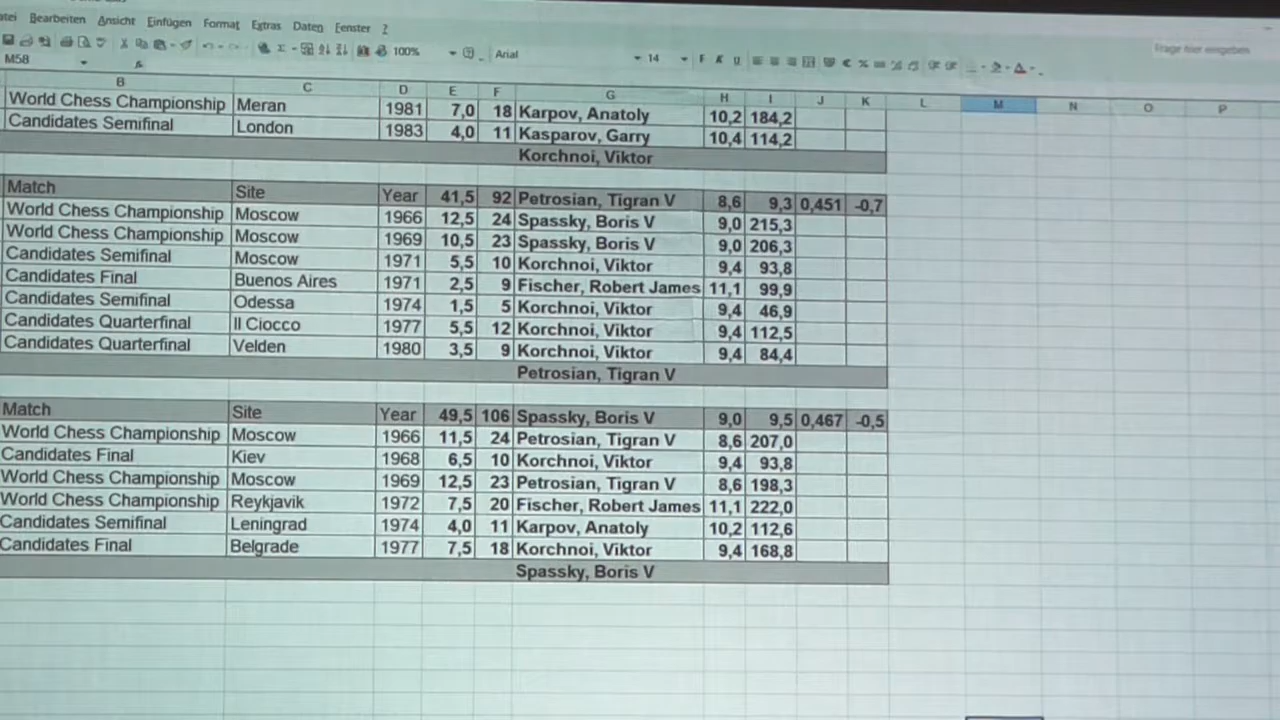 atei Bearbeiten Ansicht Einfügen Format Extras Daten Fenster ?
100% Arial 14 F K U € % Frage hier eingeben
M58
B C D E F G H I J K L M N O P
World Chess Championship Meran 1981 7,0 18 Karpov, Anatoly 10,2 184,2
Candidates Semifinal London 1983 4,0 11 Kasparov, Garry 10,4 114,2
Korchnoi, Viktor
Match Site Year 41,5 92 Petrosian, Tigran V 8,6 9,3 0,451 -0,7
World Chess Championship Moscow 1966 12,5 24 Spassky, Boris V 9,0 215,3
World Chess Championship Moscow 1969 10,5 23 Spassky, Boris V 9,0 206,3
Candidates Semifinal Moscow 1971 5,5 10 Korchnoi, Viktor 9,4 93,8
Candidates Final Buenos Aires 1971 2,5 9 Fischer, Robert James 11,1 99,9
Candidates Semifinal Odessa 1974 1,5 5 Korchnoi, Viktor 9,4 46,9
Candidates Quarterfinal Il Ciocco 1977 5,5 12 Korchnoi, Viktor 9,4 112,5
Candidates Quarterfinal Velden 1980 3,5 9 Korchnoi, Viktor 9,4 84,4
Petrosian, Tigran V
Match Site Year 49,5 106 Spassky, Boris V 9,0 9,5 0,467 -0,5
World Chess Championship Moscow 1966 11,5 24 Petrosian, Tigran V 8,6 207,0
Candidates Final Kiev 1968 6,5 10 Korchnoi, Viktor 9,4 93,8
World Chess Championship Moscow 1969 12,5 23 Petrosian, Tigran V 8,6 198,3
World Chess Championship Reykjavik 1972 7,5 20 Fischer, Robert James 11,1 222,0
Candidates Semifinal Leningrad 1974 4,0 11 Karpov, Anatoly 10,2 112,6
Candidates Final Belgrade 1977 7,5 18 Korchnoi, Viktor 9,4 168,8
Spassky, Boris V